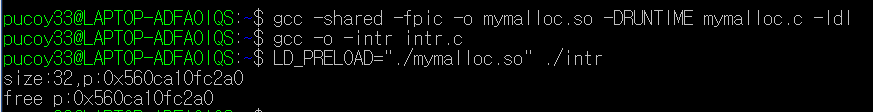 pucoy33@LAPTOP-ADFAOIQS:~$ gcc -shared -fpic -o mymalloc.so -DRUNTIME mymalloc.c -ldl
pucoy33@LAPTOP-ADFAOIQS:~$ gcc -o -intr intr.c
pucoy33@LAPTOP-ADFAOIQS:~$ LD_PRELOAD="./mymalloc.so" ./intr
size:32,p:0x560ca10fc2a0
free p:0x560ca10fc2a0